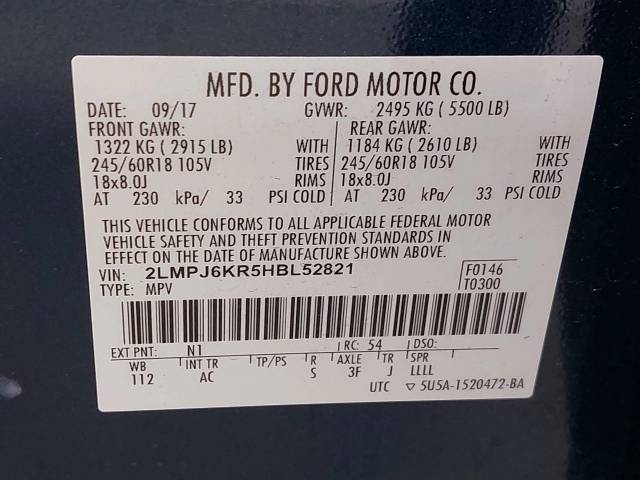 MFD. BY FORD MOTOR CO.
DATE: 09/17 GVWR: 2495 KG ( 5500 LB)
FRONT GAWR: REAR GAWR:
1322 KG ( 2915 LB) WITH 1184 KG ( 2610 LB) WITH
245/60R18 105V TIRES 245/60R18 105V TIRES
18x8.0J RIMS 18x8.0J RIMS
AT 230 kPa/ 33 PSI COLD AT 230 kPa/ 33 PSI COLD
THIS VEHICLE CONFORMS TO ALL APPLICABLE FEDERAL MOTOR
VEHICLE SAFETY AND THEFT PREVENTION STANDARDS IN
EFFECT ON THE DATE OF MANUFACTURE SHOWN ABOVE.
VIN: 2LMPJ6KR5HBL52821 F0146
TYPE: MPV T0300
EXT PNT: N1 RC: 54 DSO:
WB INT TR TP/PS R AXLE TR SPR
112 AC S 3F J LLLL
UTC ▽ 5U5A-1520472-BA